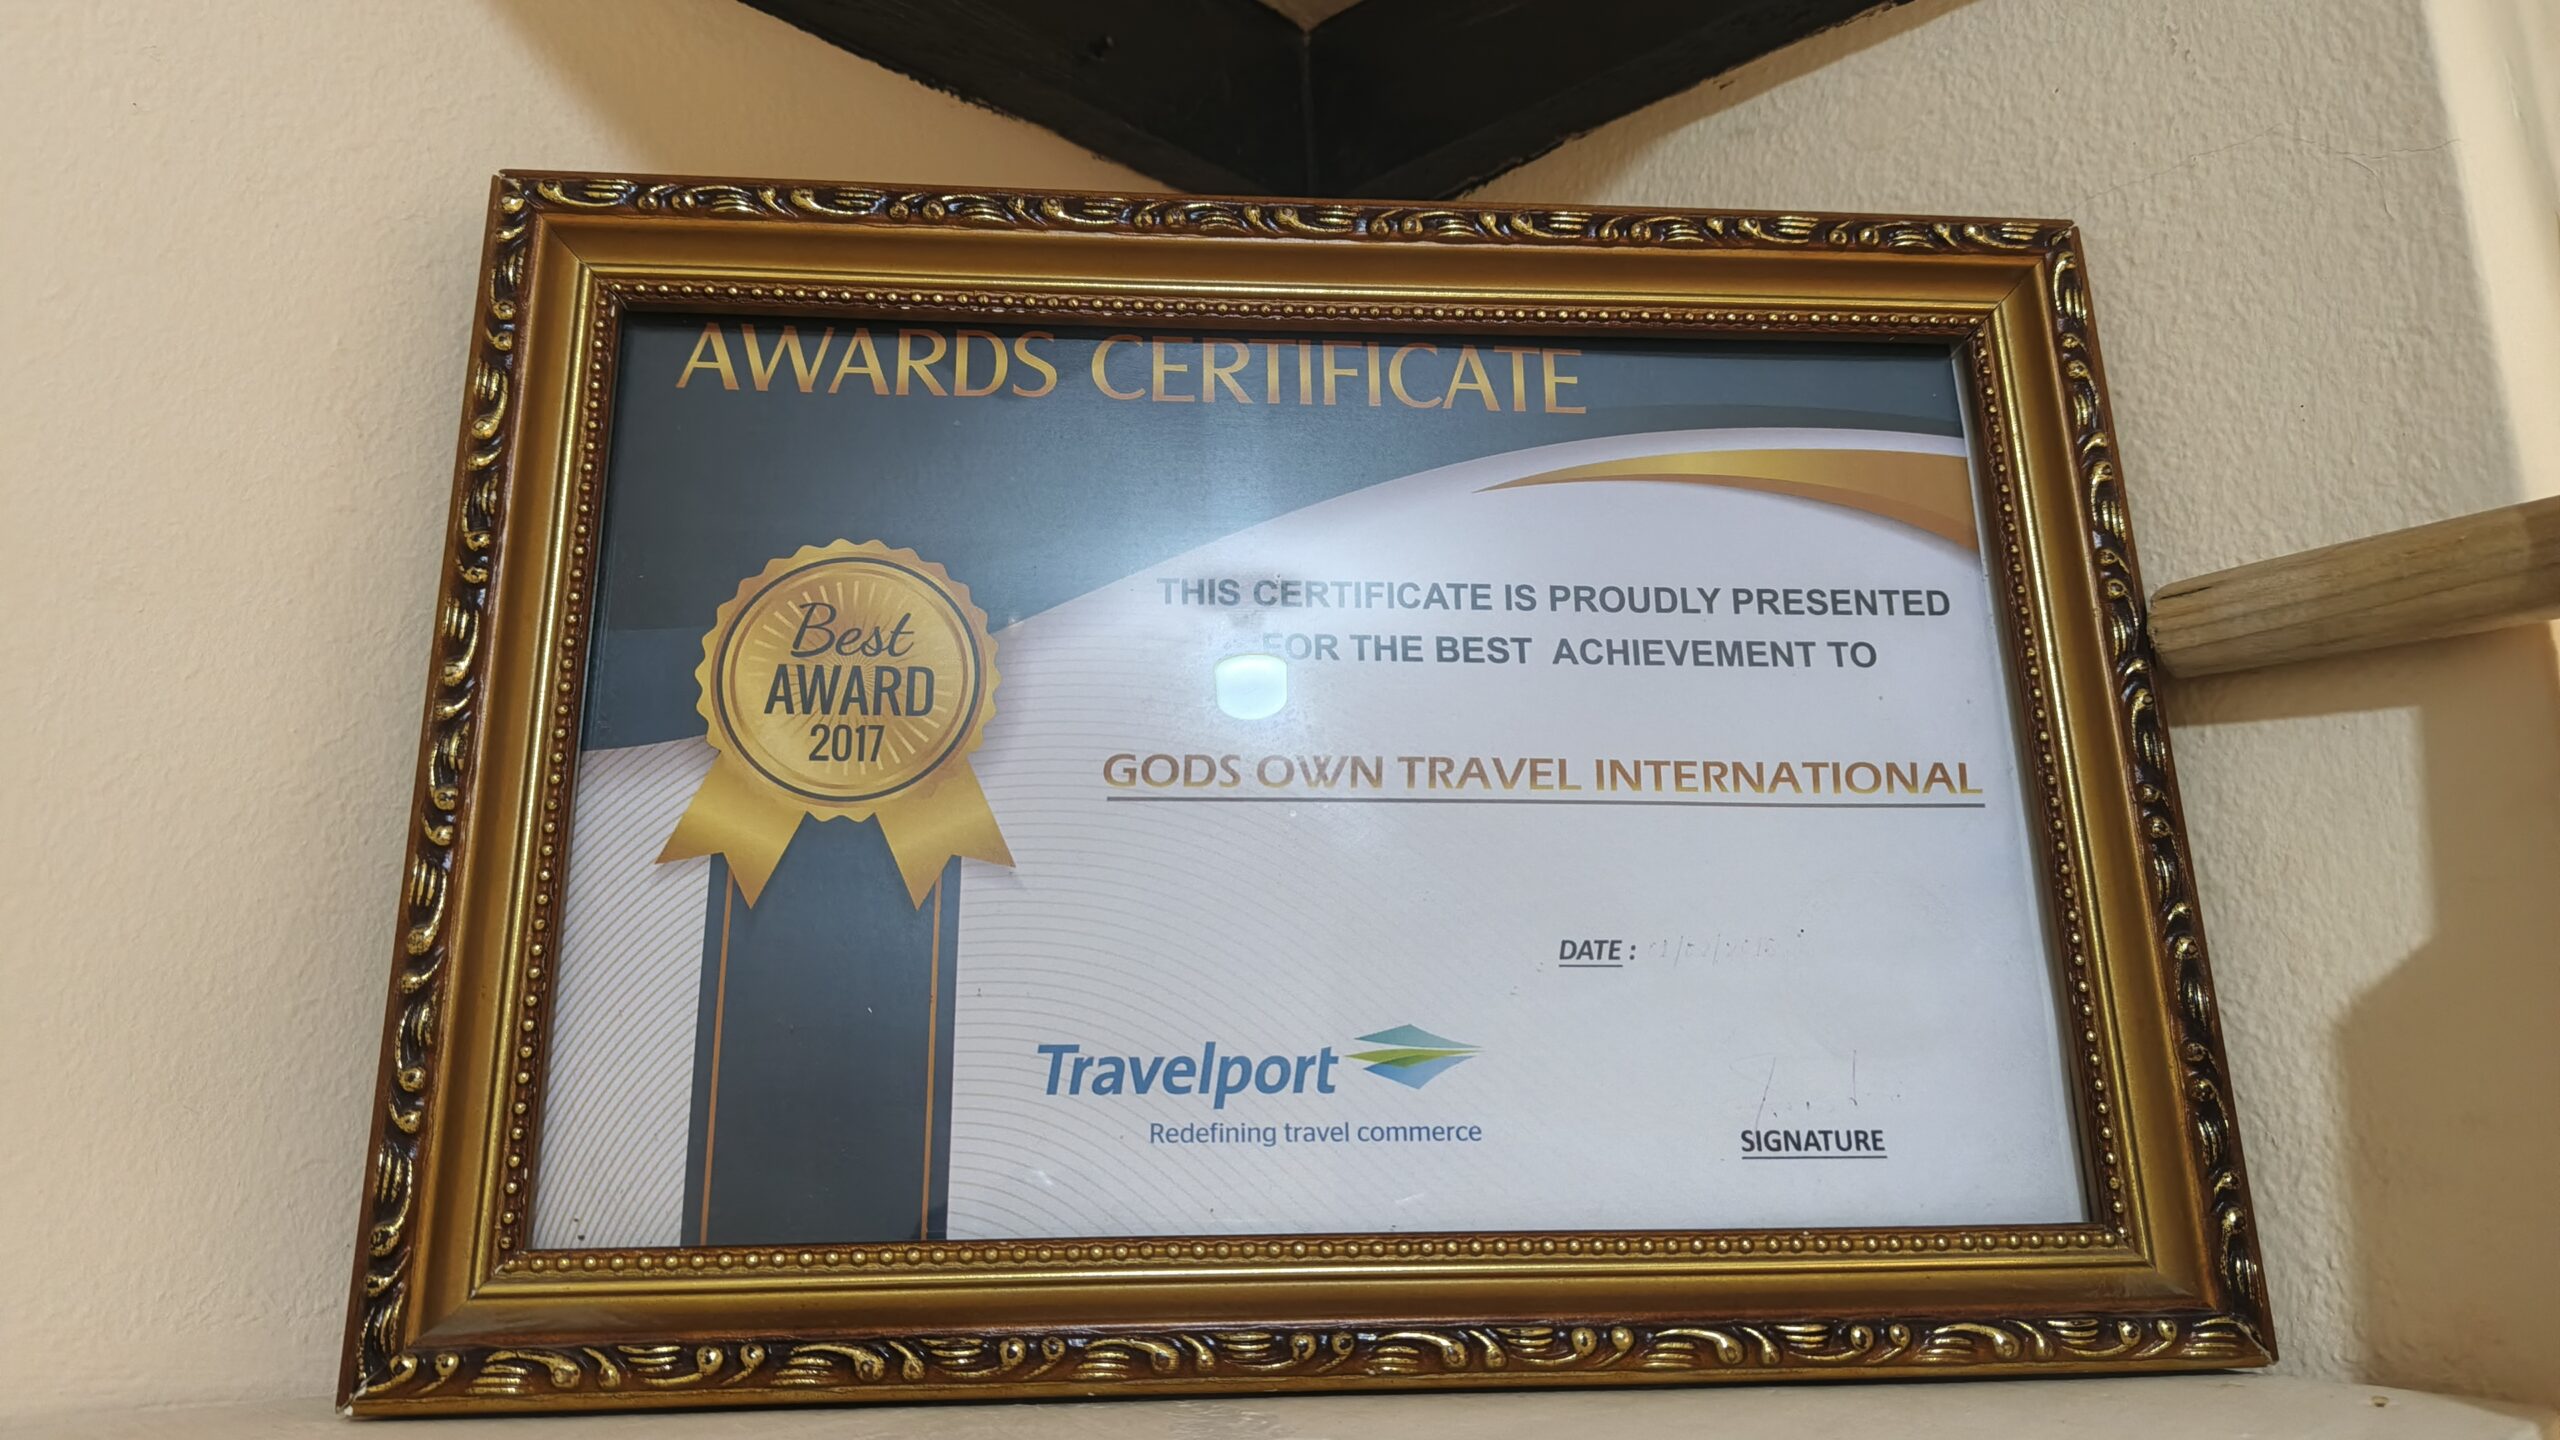 AWARDS CERTIFICATE
Best
AWARD
2017
THIS CERTIFICATE IS PROUDLY PRESENTED
FOR THE BEST ACHIEVEMENT TO
GODS OWN TRAVEL INTERNATIONAL
DATE :
Travelport
Redefining travel commerce
SIGNATURE